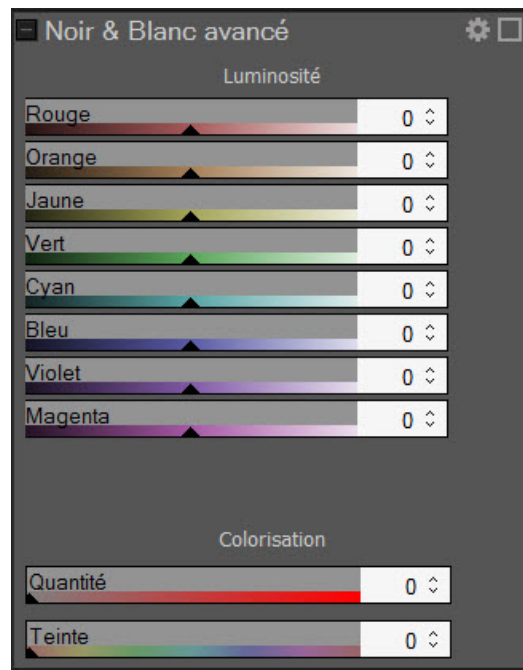 Noir & Blanc avancé
Luminosité
Rouge 0
Orange 0
Jaune 0
Vert 0
Cyan 0
Bleu 0
Violet 0
Magenta 0
Colorisation
Quantité 0
Teinte 0